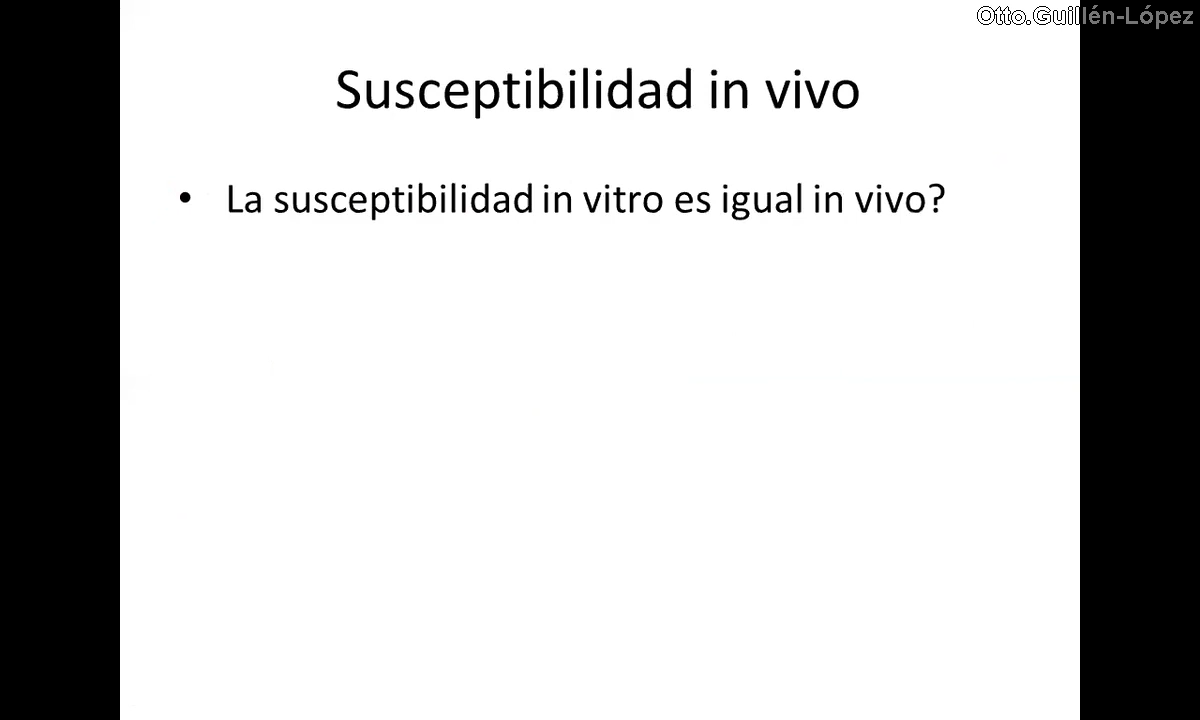 Otto.Guillén-López
Susceptibilidad in vivo
• La susceptibilidad in vitro es igual in vivo?